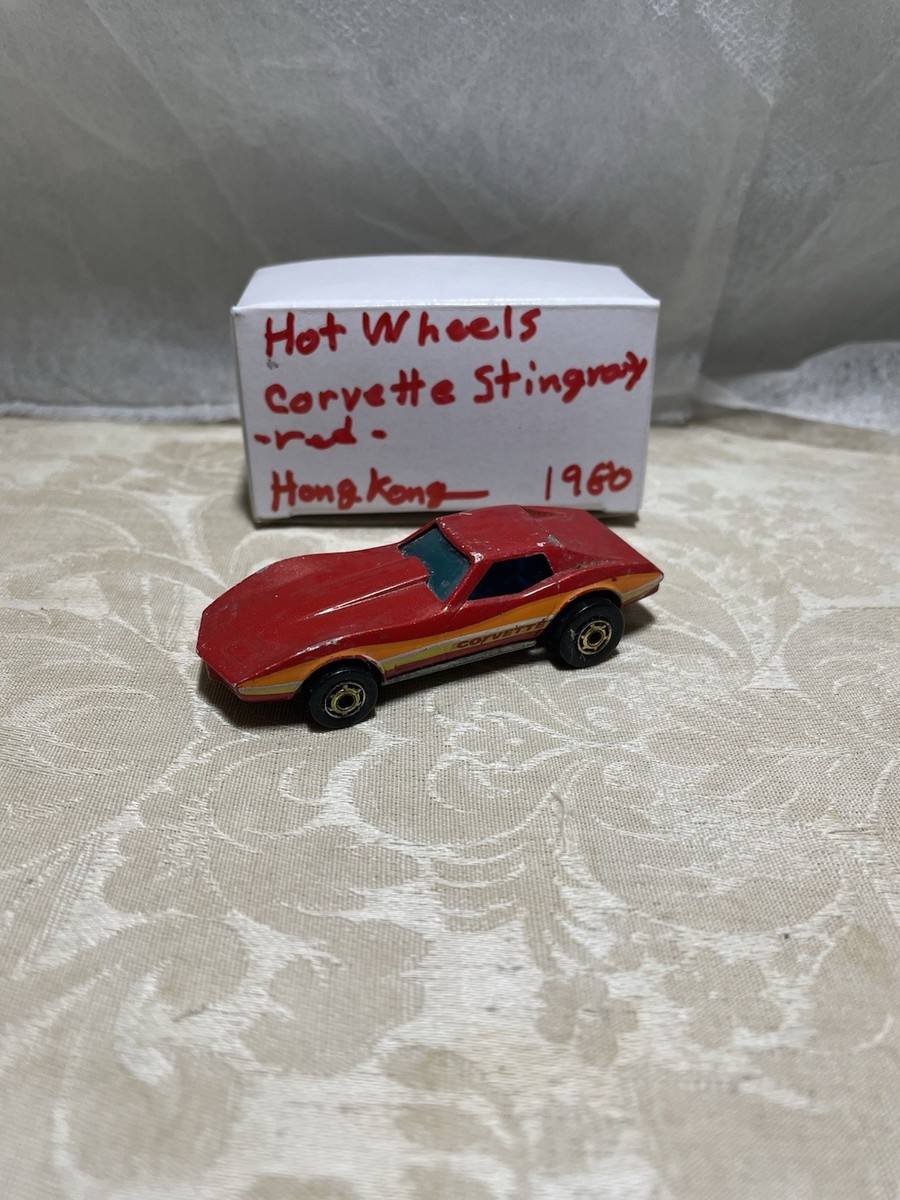 Hot Wheels
Corvette Stingray
-red-
Hong Kong 1980
CORVETTE